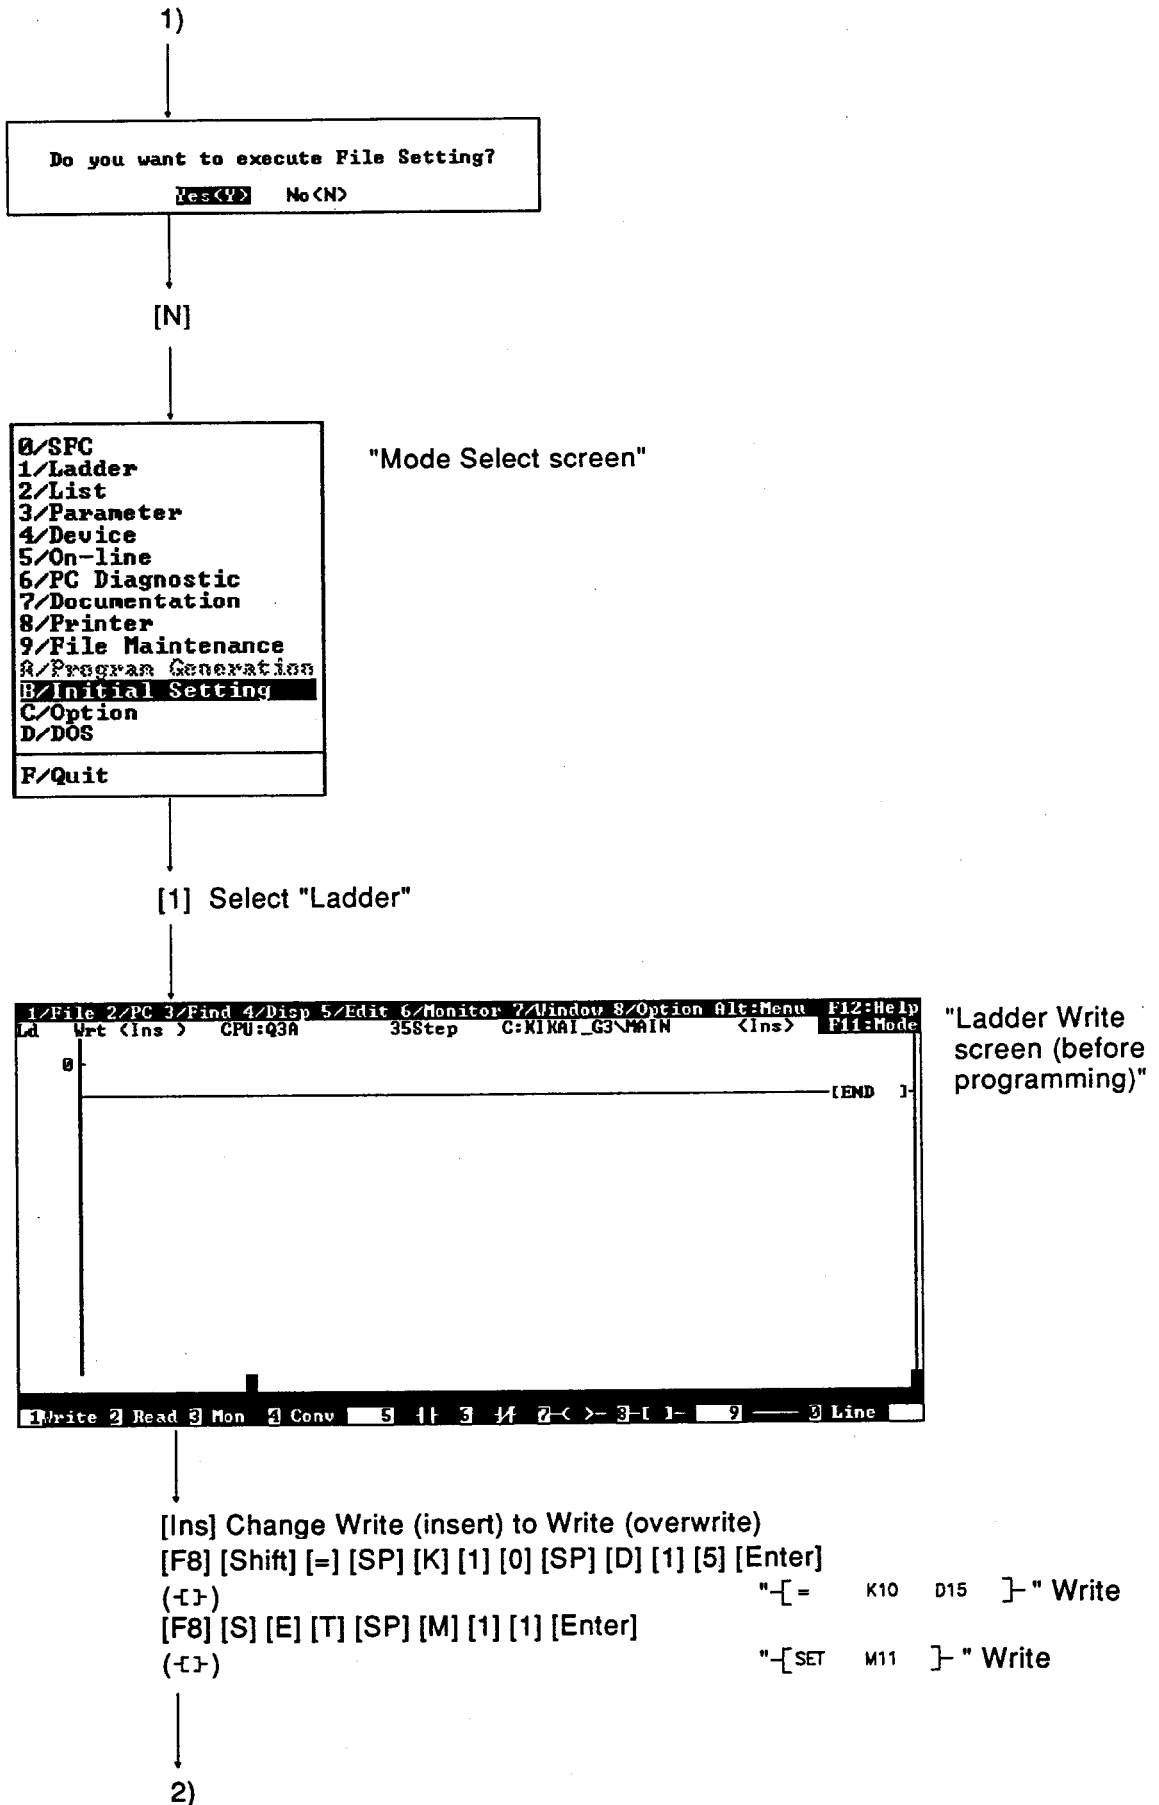 1)
Do you want to execute File Setting?
Yes<Y> No<N>
[N]
0/SFC
1/Ladder
2/List
3/Parameter
4/Device
5/On-line
6/PC Diagnostic
7/Documentation
8/Printer
9/File Maintenance
A/Program Generation
B/Initial Setting
C/Option
D/DOS
F/Quit
"Mode Select screen"
[1] Select "Ladder"
1/File 2/PC 3/Find 4/Disp 5/Edit 6/Monitor 7/Window 8/Option Alt:Menu F12:Help
Ld Wrt <Ins > CPU:Q3A 35Step C:KIKAI_G3\MAIN <Ins> F11:Mode
0
[END ]
"Ladder Write
screen (before
programming)"
1Write 2 Read 3 Mon 4 Conv 5 ┤├ 6 ┤/├ 7-< >- 8-[ ]- 9 —— 0 Line
[Ins] Change Write (insert) to Write (overwrite)
[F8] [Shift] [=] [SP] [K] [1] [0] [SP] [D] [1] [5] [Enter]
(-[ ]-) "-[ = K10 D15 ]- " Write
[F8] [S] [E] [T] [SP] [M] [1] [1] [Enter]
(-[ ]-) "-[ SET M11 ]- " Write
2)